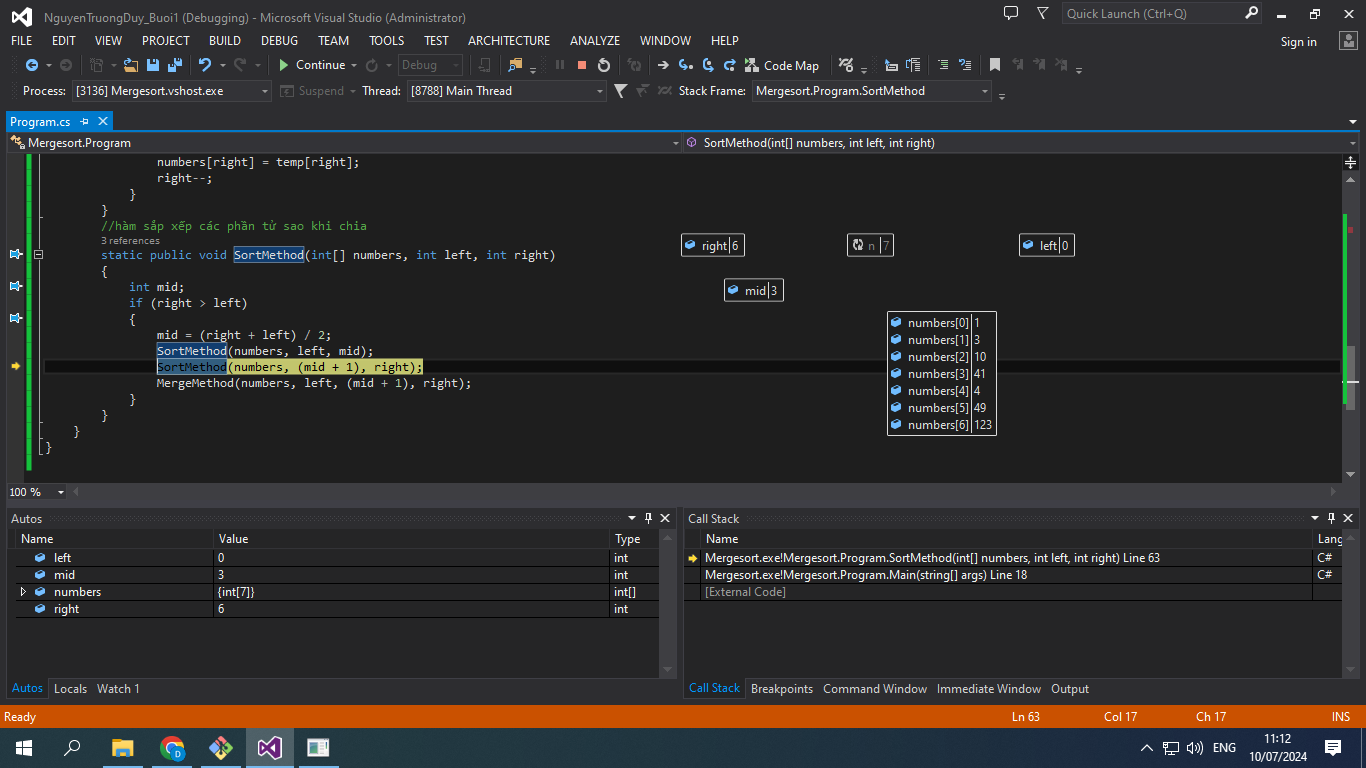 NguyenTruongDuy_Buoi1 (Debugging) - Microsoft Visual Studio (Administrator)
Quick Launch (Ctrl+Q)
FILE EDIT VIEW PROJECT BUILD DEBUG TEAM TOOLS TEST ARCHITECTURE ANALYZE WINDOW HELP
Sign in
Continue Debug Code Map
Process: [3136] Mergesort.vshost.exe Suspend Thread: [8788] Main Thread Stack Frame: Mergesort.Program.SortMethod
Program.cs
Mergesort.Program SortMethod(int[] numbers, int left, int right)
numbers[right] = temp[right];
right--;
}
}
//hàm sắp xếp các phần tử sao khi chia
3 references
static public void SortMethod(int[] numbers, int left, int right)
{
int mid;
if (right > left)
{
mid = (right + left) / 2;
SortMethod(numbers, left, mid);
SortMethod(numbers, (mid + 1), right);
MergeMethod(numbers, left, (mid + 1), right);
}
}
}
}
right 6
n 7
left 0
mid 3
numbers[0] 1
numbers[1] 3
numbers[2] 10
numbers[3] 41
numbers[4] 4
numbers[5] 49
numbers[6] 123
100 %
Autos
Name Value Type
left 0 int
mid 3 int
numbers {int[7]} int[]
right 6 int
Autos Locals Watch 1
Call Stack
Name Lang
Mergesort.exe!Mergesort.Program.SortMethod(int[] numbers, int left, int right) Line 63 C#
Mergesort.exe!Mergesort.Program.Main(string[] args) Line 18 C#
[External Code]
Call Stack Breakpoints Command Window Immediate Window Output
Ready Ln 63 Col 17 Ch 17 INS
D
ENG
11:12
10/07/2024